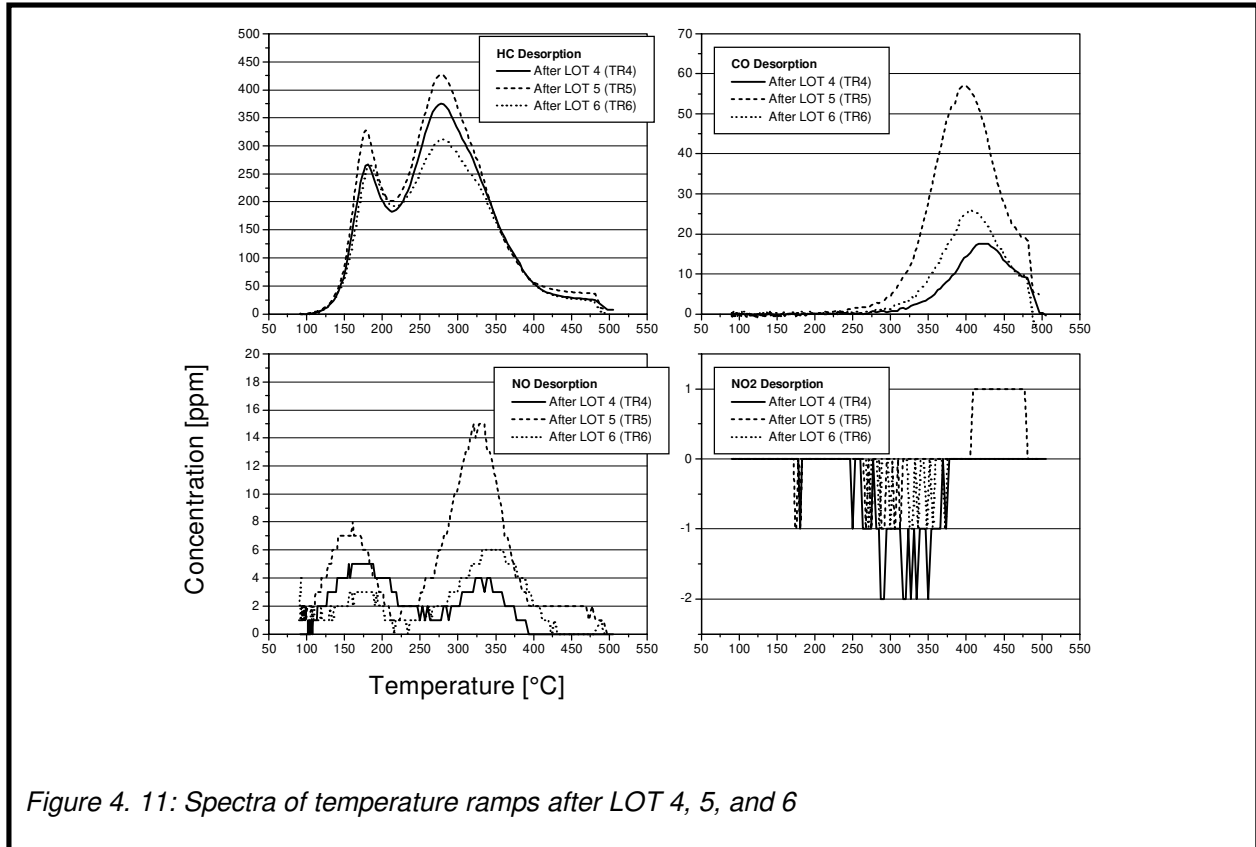 500
450
400
350
300
250
200
150
100
50
0
50 100 150 200 250 300 350 400 450 500 550
HC Desorption
After LOT 4 (TR4)
After LOT 5 (TR5)
After LOT 6 (TR6)
70
60
50
40
30
20
10
0
50 100 150 200 250 300 350 400 450 500 550
CO Desorption
After LOT 4 (TR4)
After LOT 5 (TR5)
After LOT 6 (TR6)
Concentration [ppm]
20
18
16
14
12
10
8
6
4
2
0
50 100 150 200 250 300 350 400 450 500 550
NO Desorption
After LOT 4 (TR4)
After LOT 5 (TR5)
After LOT 6 (TR6)
1
0
-1
-2
50 100 150 200 250 300 350 400 450 500 550
NO2 Desorption
After LOT 4 (TR4)
After LOT 5 (TR5)
After LOT 6 (TR6)
Temperature [°C]
Figure 4. 11: Spectra of temperature ramps after LOT 4, 5, and 6